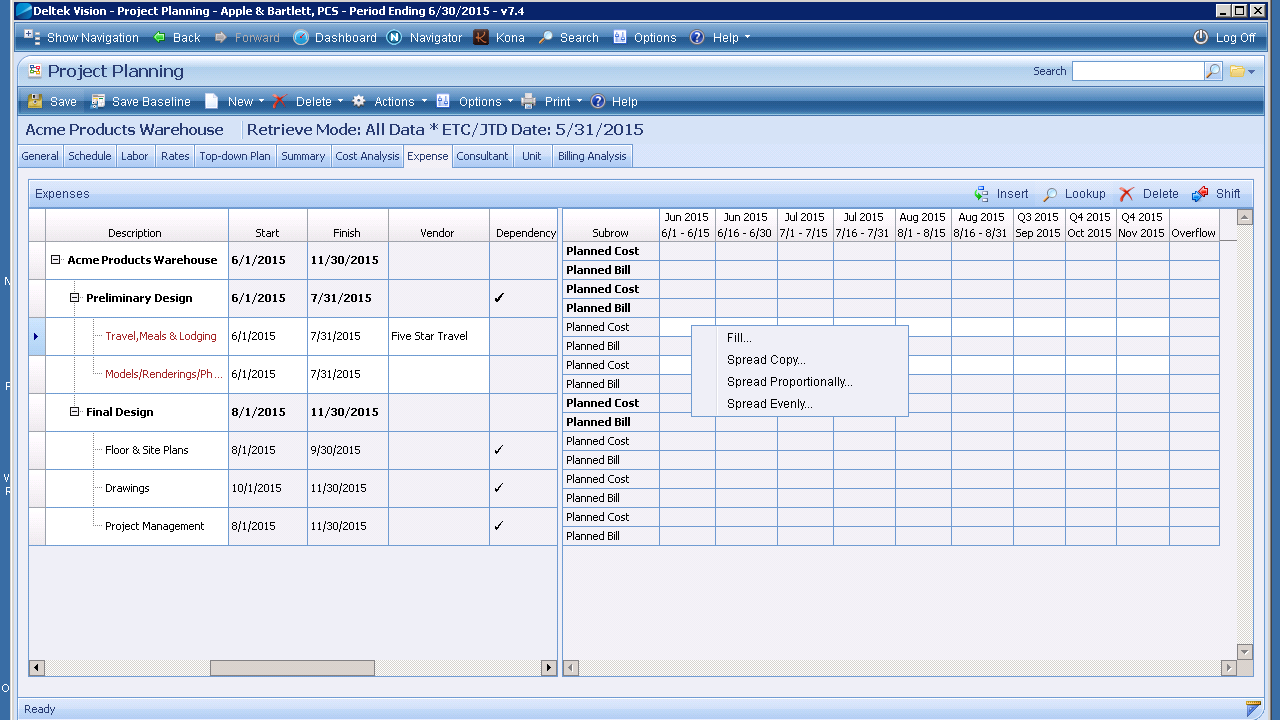 Deltek Vision - Project Planning - Apple & Bartlett, PCS - Period Ending 6/30/2015 - v7.4
Show Navigation Back Forward Dashboard Navigator Kona Search Options Help Log Off
Project Planning Search
Save Save Baseline New Delete Actions Options Print Help
Acme Products Warehouse Retrieve Mode: All Data * ETC/JTD Date: 5/31/2015
General Schedule Labor Rates Top-down Plan Summary Cost Analysis Expense Consultant Unit Billing Analysis
Expenses Insert Lookup Delete Shift
Jun 2015 Jun 2015 Jul 2015 Jul 2015 Aug 2015 Aug 2015 Q3 2015 Q4 2015 Q4 2015
Description Start Finish Vendor Dependency Subrow 6/1 - 6/15 6/16 - 6/30 7/1 - 7/15 7/16 - 7/31 8/1 - 8/15 8/16 - 8/31 Sep 2015 Oct 2015 Nov 2015 Overflow
Acme Products Warehouse 6/1/2015 11/30/2015 Planned Cost
Planned Bill
Preliminary Design 6/1/2015 7/31/2015 ✓ Planned Cost
Planned Bill
Travel,Meals & Lodging 6/1/2015 7/31/2015 Five Star Travel Planned Cost
Planned Bill
Models/Renderings/Ph... 6/1/2015 7/31/2015 Planned Cost
Planned Bill
Fill...
Spread Copy...
Spread Proportionally...
Spread Evenly...
Final Design 8/1/2015 11/30/2015 Planned Cost
Planned Bill
Floor & Site Plans 8/1/2015 9/30/2015 ✓ Planned Cost
Planned Bill
Drawings 10/1/2015 11/30/2015 ✓ Planned Cost
Planned Bill
Project Management 8/1/2015 11/30/2015 ✓ Planned Cost
Planned Bill
Ready